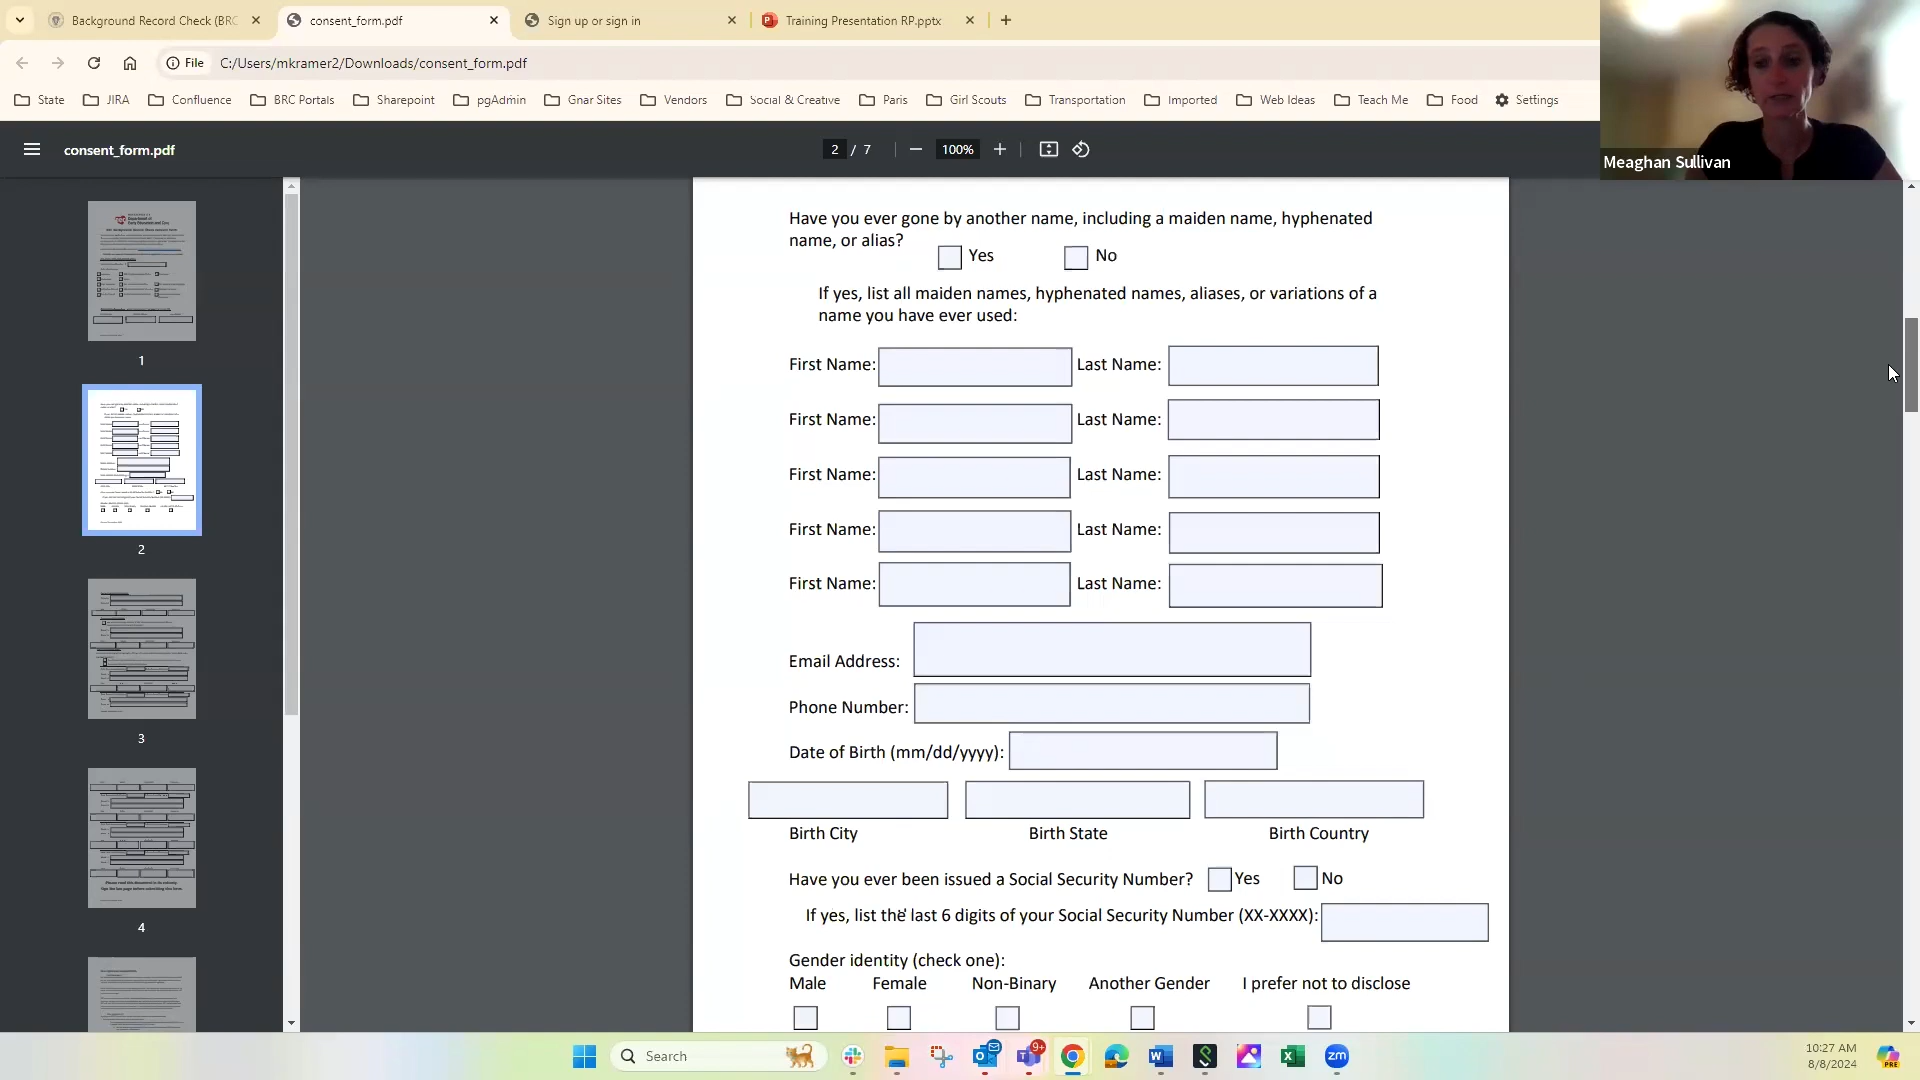 Background Record Check (BRC
consent_form.pdf
Sign up or sign in
Training Presentation RP.pptx
File
C:/Users/mkramer2/Downloads/consent_form.pdf
State
JIRA
Confluence
BRC Portals
Sharepoint
pgAdmin
Gnar Sites
Vendors
Social & Creative
Paris
Girl Scouts
Transportation
Imported
Web Ideas
Teach Me
Food
Settings
consent_form.pdf
2 / 7
100%
Meaghan Sullivan
1
2
3
4
Have you ever gone by another name, including a maiden name, hyphenated
name, or alias?
Yes No
If yes, list all maiden names, hyphenated names, aliases, or variations of a
name you have ever used:
First Name: Last Name:
First Name: Last Name:
First Name: Last Name:
First Name: Last Name:
First Name: Last Name:
Email Address:
Phone Number:
Date of Birth (mm/dd/yyyy):
Birth City Birth State Birth Country
Have you ever been issued a Social Security Number? Yes No
If yes, list the last 6 digits of your Social Security Number (XX-XXXX):
Gender identity (check one):
Male Female Non-Binary Another Gender I prefer not to disclose
Search
9+
zm
PRE
10:27 AM
8/8/2024